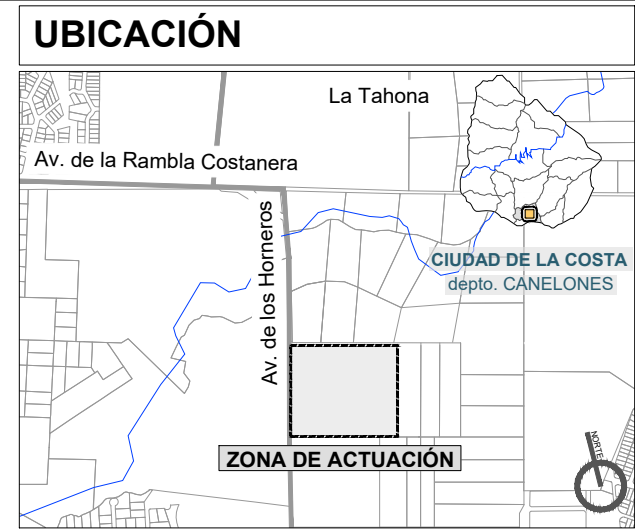 UBICACIÓN
La Tahona
Av. de la Rambla Costanera
Av. de los Horneros
CIUDAD DE LA COSTA
depto. CANELONES
ZONA DE ACTUACIÓN
NORTE